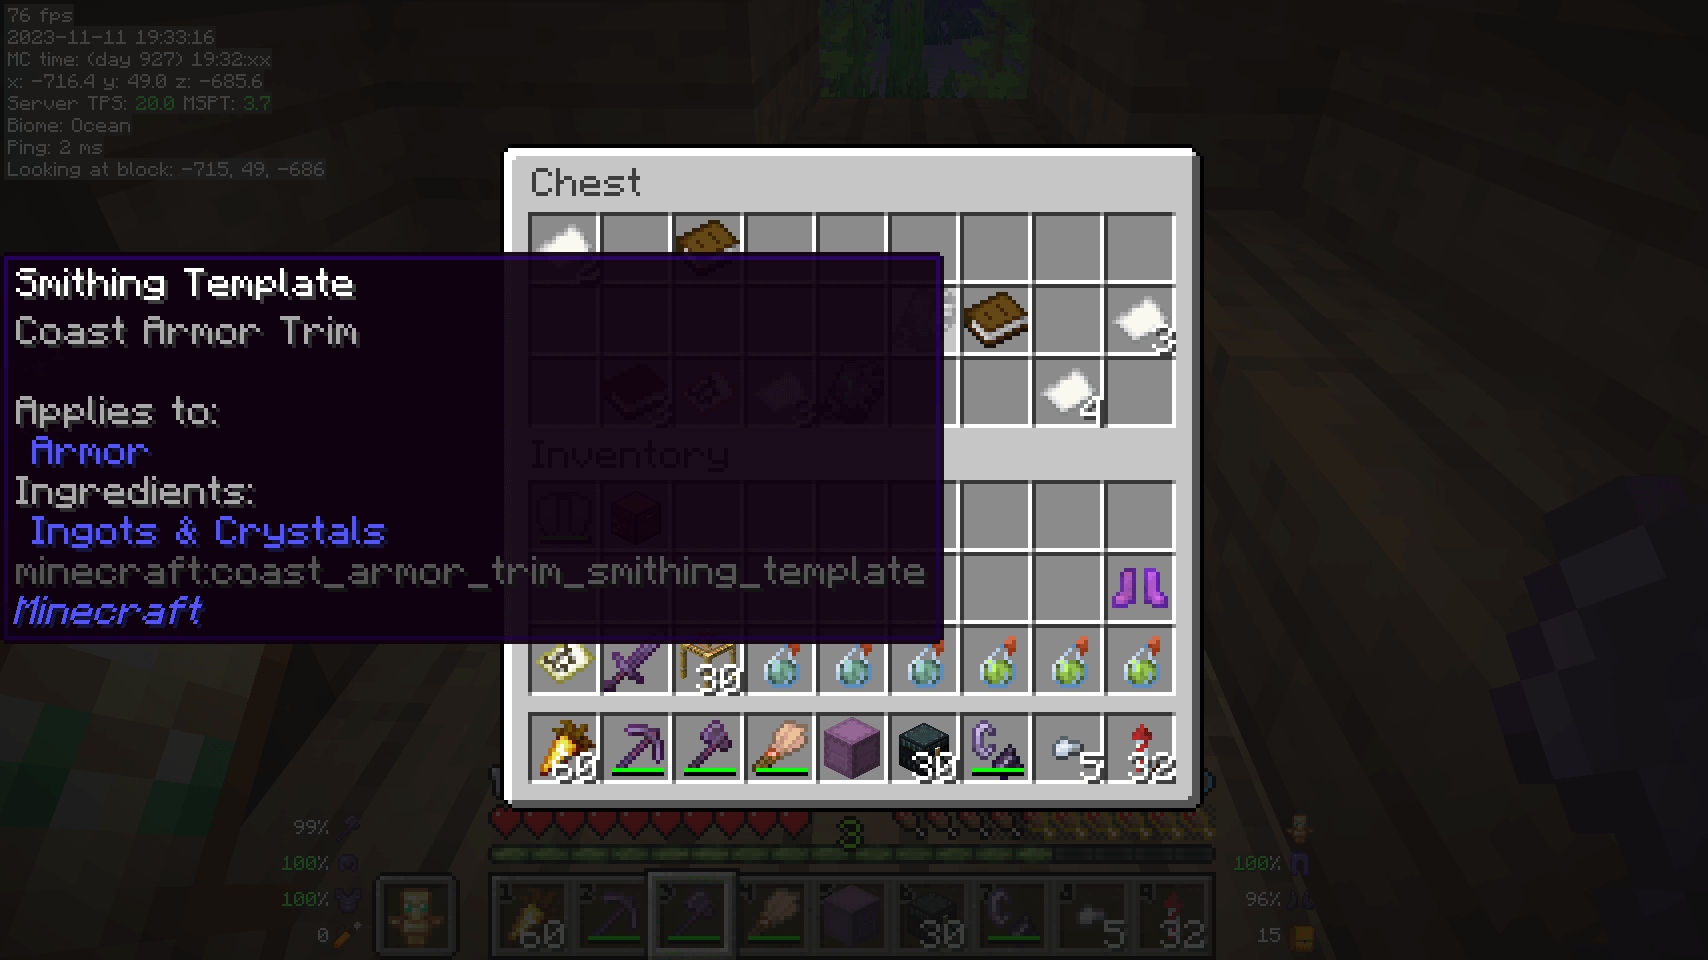 76 fps
2023-11-11 19:33:16
MC time: (day 927) 19:32:xx
x: -716.4 y: 49.0 z: -685.6
Server TPS: 20.0 MSPT: 3.7
Biome: Ocean
Ping: 2 ms
Looking at block: -715, 49, -686
Chest
Smithing Template
Coast Armor Trim
Applies to:
Armor
Ingredients:
Ingots & Crystals
minecraft:coast_armor_trim_smithing_template
Minecraft
3
4
Inventory
30
60 30 5 32
3
99%
100%
100%
0
1 2 3 4 6 7 8 9
60 30 5 32
100%
96%
15